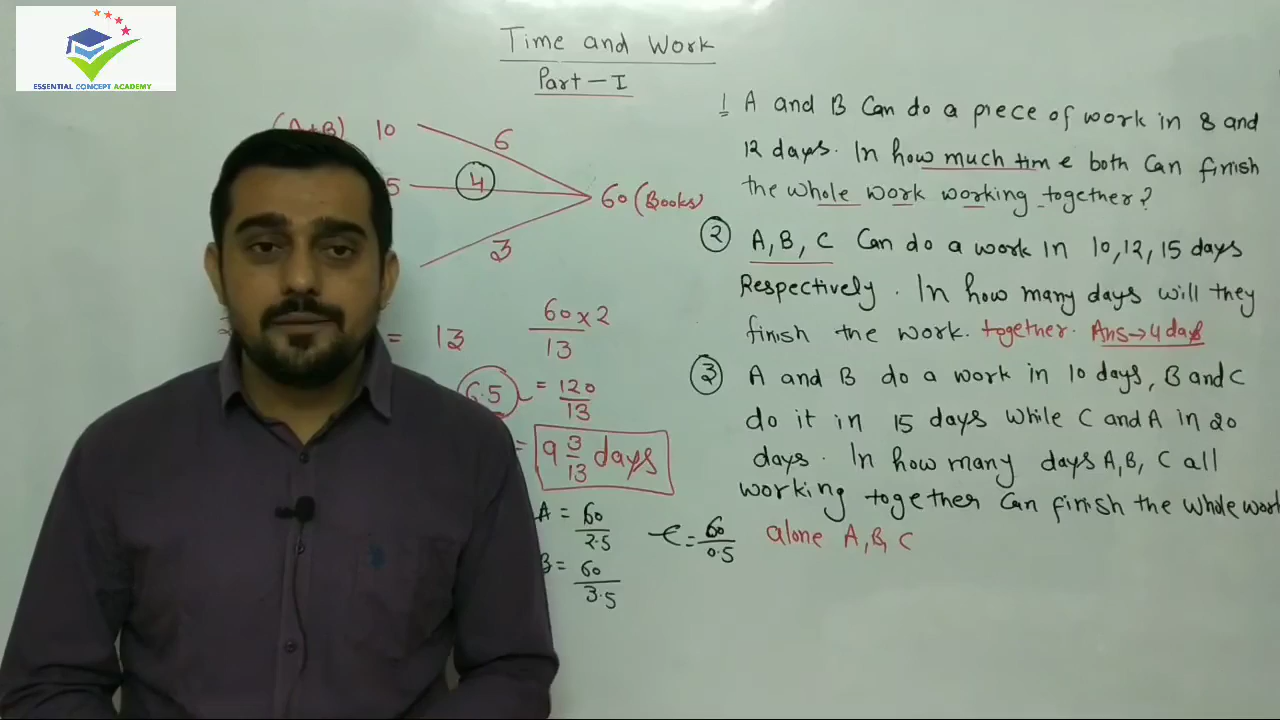 ESSENTIAL CONCEPT ACADEMY
Time and Work
Part-I
(A+B) 10
6
5
4
60 (Books)
3
= 13
60×2
13
6.5
= 120
13
= 9 3/13 days
A = 60
2.5
B = 60
3.5
C = 60
0.5
1 A and B Can do a piece of work in 8 and
12 days. In how much time both Can finish
the whole work working together?
② A, B, C Can do a work in 10, 12, 15 days
Respectively. In how many days will they
finish the work. together. Ans→4 days
③ A and B do a work in 10 days, B and C
do it in 15 days while C and A in 20
days. In how many days A, B, C all
working together Can finish the whole work
alone A, B, C